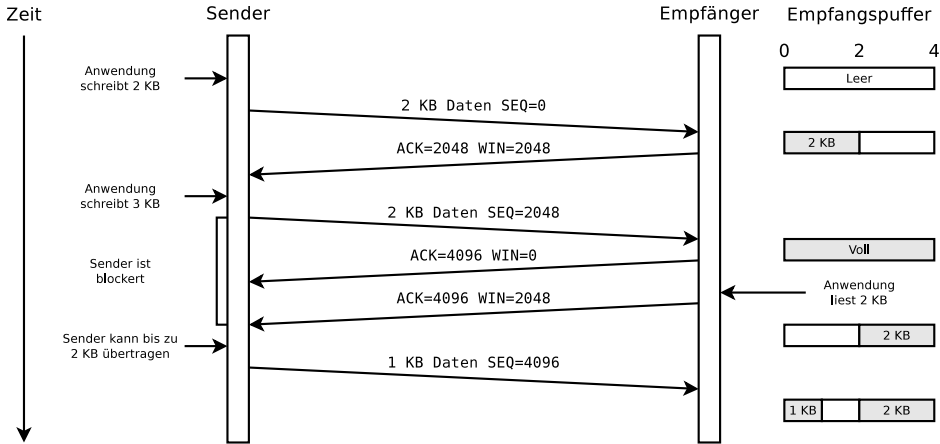 Zeit
Sender
Empfänger
Empfangspuffer
0 2 4
Anwendung
schreibt 2 KB
Leer
2 KB Daten SEQ=0
2 KB
ACK=2048 WIN=2048
Anwendung
schreibt 3 KB
2 KB Daten SEQ=2048
Voll
ACK=4096 WIN=0
Sender ist
blockert
Anwendung
liest 2 KB
ACK=4096 WIN=2048
Sender kann bis zu
2 KB übertragen
2 KB
1 KB Daten SEQ=4096
1 KB
2 KB